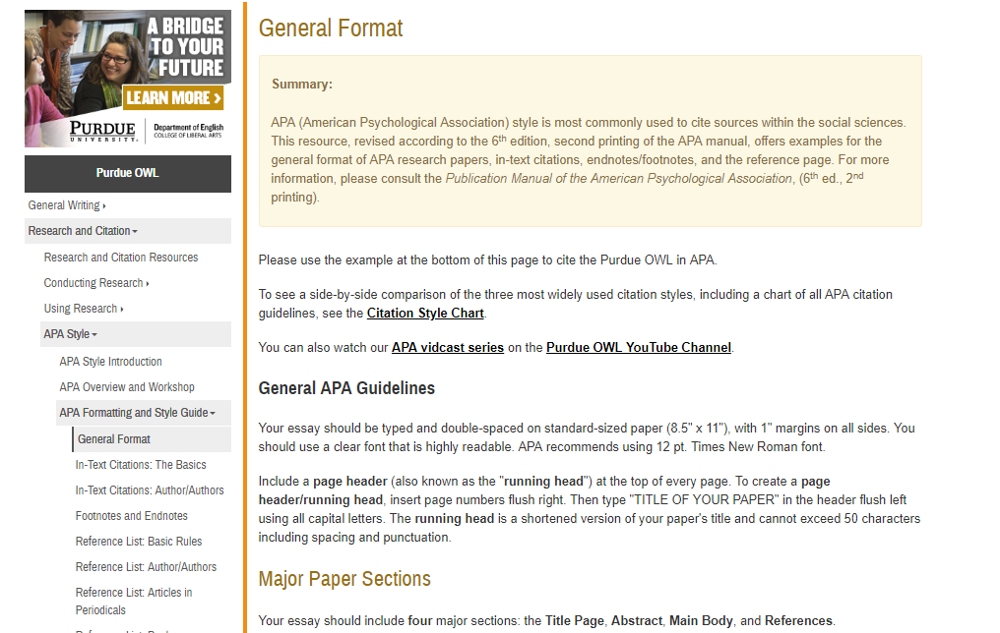 A BRIDGE
TO YOUR
FUTURE
LEARN MORE ›
PURDUE
UNIVERSITY.
Department of English
COLLEGE OF LIBERAL ARTS
Purdue OWL
General Writing
Research and Citation
Research and Citation Resources
Conducting Research
Using Research
APA Style
APA Style Introduction
APA Overview and Workshop
APA Formatting and Style Guide
General Format
In-Text Citations: The Basics
In-Text Citations: Author/Authors
Footnotes and Endnotes
Reference List: Basic Rules
Reference List: Author/Authors
Reference List: Articles in
Periodicals
General Format
Summary:
APA (American Psychological Association) style is most commonly used to cite sources within the social sciences.
This resource, revised according to the 6th edition, second printing of the APA manual, offers examples for the
general format of APA research papers, in-text citations, endnotes/footnotes, and the reference page. For more
information, please consult the Publication Manual of the American Psychological Association, (6th ed., 2nd
printing).
Please use the example at the bottom of this page to cite the Purdue OWL in APA.
To see a side-by-side comparison of the three most widely used citation styles, including a chart of all APA citation
guidelines, see the Citation Style Chart.
You can also watch our APA vidcast series on the Purdue OWL YouTube Channel.
General APA Guidelines
Your essay should be typed and double-spaced on standard-sized paper (8.5" x 11"), with 1" margins on all sides. You
should use a clear font that is highly readable. APA recommends using 12 pt. Times New Roman font.
Include a page header (also known as the "running head") at the top of every page. To create a page
header/running head, insert page numbers flush right. Then type "TITLE OF YOUR PAPER" in the header flush left
using all capital letters. The running head is a shortened version of your paper's title and cannot exceed 50 characters
including spacing and punctuation.
Major Paper Sections
Your essay should include four major sections: the Title Page, Abstract, Main Body, and References.